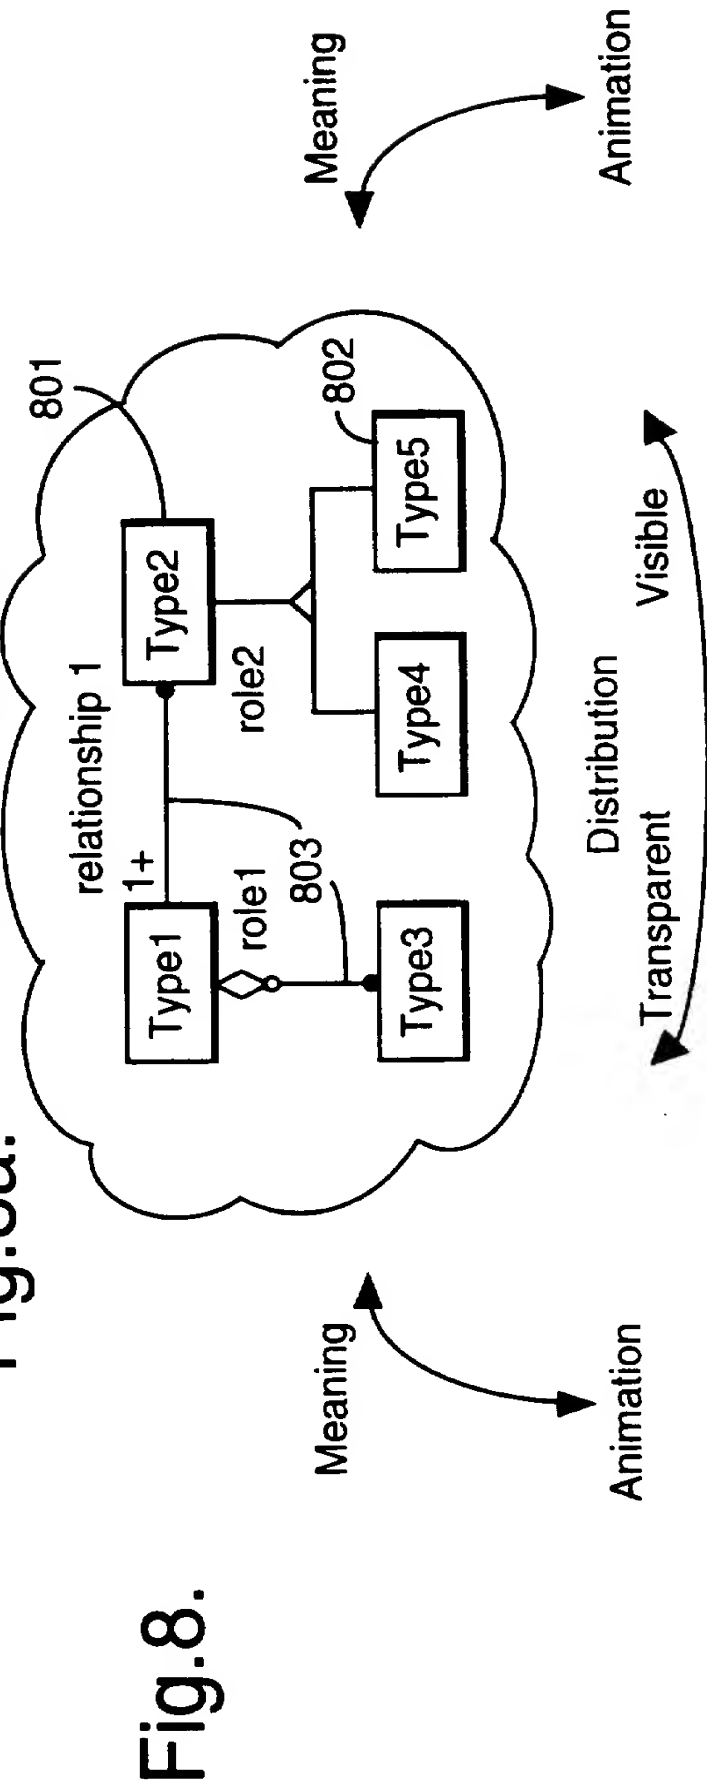 Fig.8.
relationship 1
801
Type1
1+
Type2
role1
role2
803
802
Type3
Type4
Type5
Meaning
Animation
Meaning
Animation
Distribution
Transparent
Visible